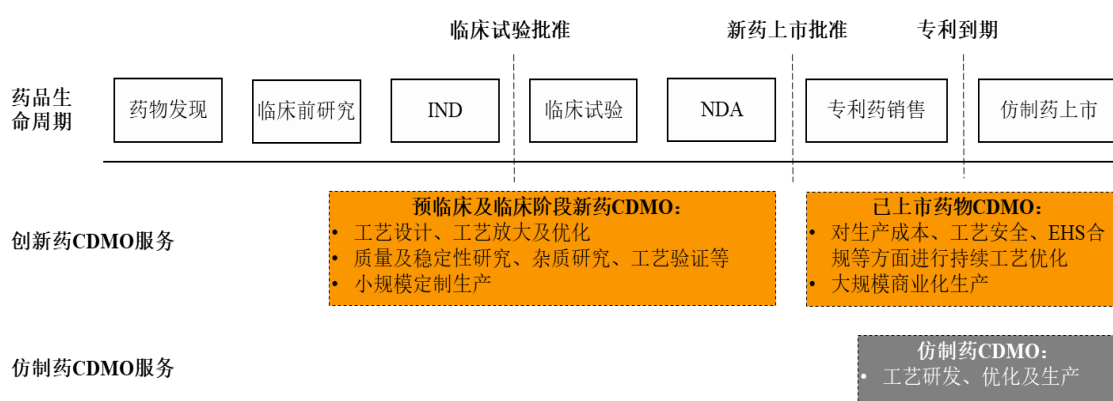 临床试验批准
新药上市批准
专利到期
药品生
命周期
药物发现
临床前研究
IND
临床试验
NDA
专利药销售
仿制药上市
创新药CDMO服务
预临床及临床阶段新药CDMO：
• 工艺设计、工艺放大及优化
• 质量及稳定性研究、杂质研究、工艺验证等
• 小规模定制生产
已上市药物CDMO：
• 对生产成本、工艺安全、EHS合
规等方面进行持续工艺优化
• 大规模商业化生产
仿制药CDMO服务
仿制药CDMO：
• 工艺研发、优化及生产